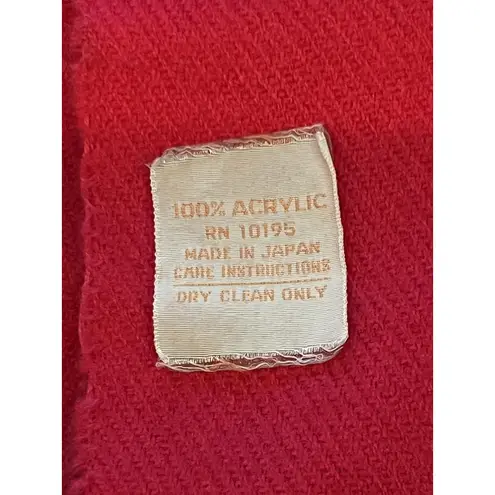 100% ACRYLIC
RN 10195
MADE IN JAPAN
CARE INSTRUCTIONS
DRY CLEAN ONLY